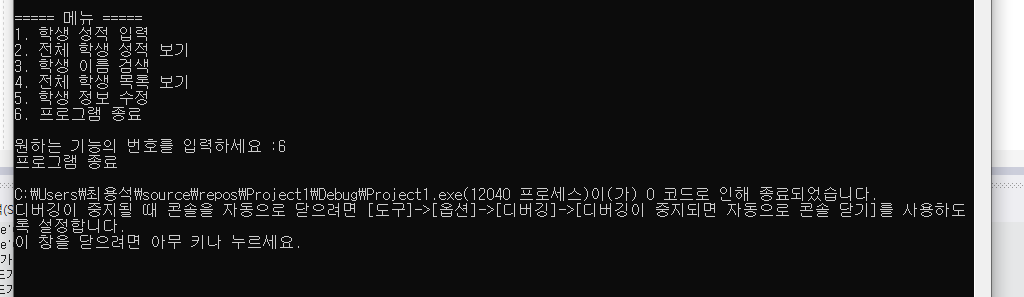 ===== 메뉴 =====
1. 학생 성적 입력
2. 전체 학생 성적 보기
3. 학생 이름 검색
4. 전체 학생 목록 보기
5. 학생 정보 수정
6. 프로그램 종료
원하는 기능의 번호를 입력하세요 :6
프로그램 종료
C:₩Users₩최용석₩source₩repos₩Project1₩Debug₩Project1.exe(12040 프로세스)이(가) 0 코드로 인해 종료되었습니다.
디버깅이 중지될 때 콘솔을 자동으로 닫으려면 [도구]->[옵션]->[디버깅]->[디버깅이 중지되면 자동으로 콘솔 닫기]를 사용하도
록 설정합니다.
이 창을 닫으려면 아무 키나 누르세요.